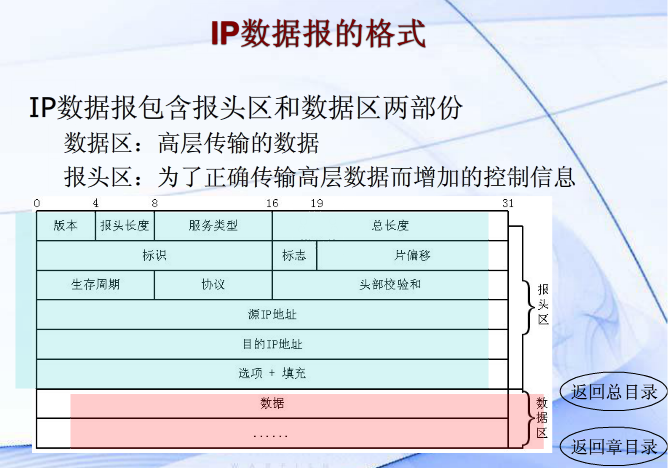 IP数据报的格式
IP数据报包含报头区和数据区两部份
数据区：高层传输的数据
报头区：为了正确传输高层数据而增加的控制信息
0 4 8 16 19 31
版本 报头长度 服务类型 总长度
标识 标志 片偏移
生存周期 协议 头部校验和
源IP地址
目的IP地址
选项 + 填充
报头区
数据
......
数据区
返回总目录
返回章目录